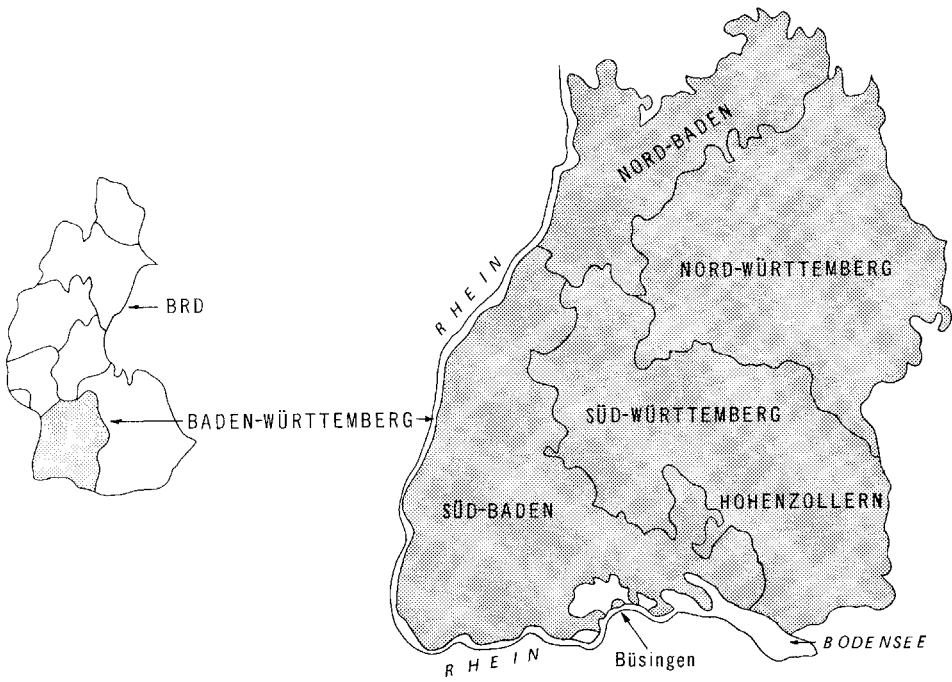 NORD-BADEN
RHEIN
NORD-WÜRTTEMBERG
BRD
BADEN-WÜRTTEMBERG
SÜD-WÜRTTEMBERG
SÜD-BADEN
HOHENZOLLERN
RHEIN
Büsingen
BODENSEE